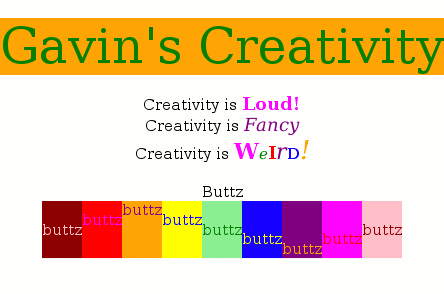 Gavin's Creativity
Creativity is Loud!
Creativity is Fancy
Creativity is WeIrD!
Buttz
buttz buttz buttz buttz buttz buttz buttz buttz buttz